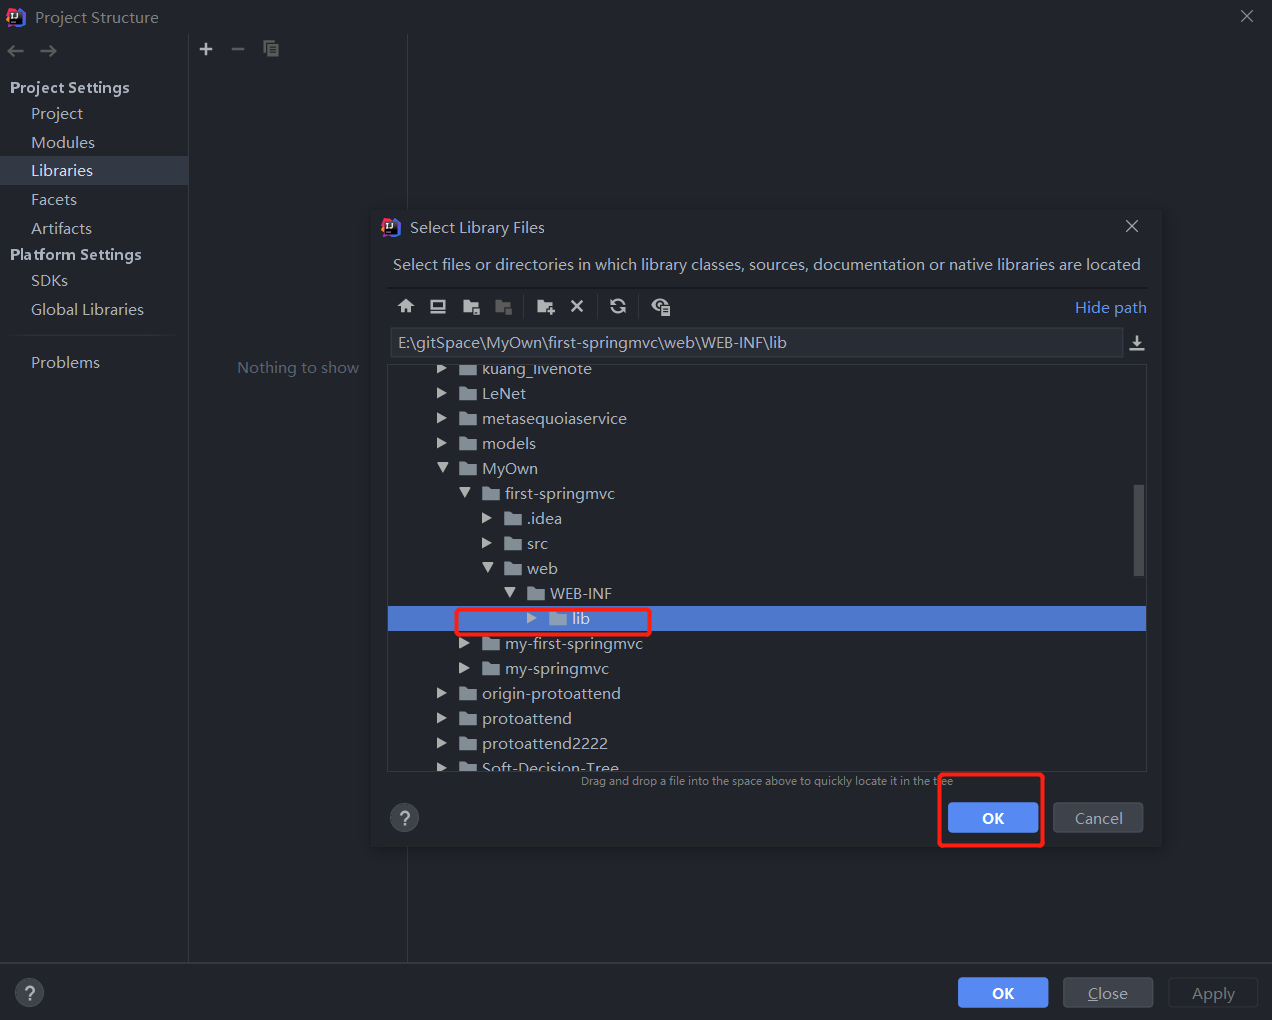 Project Structure
Project Settings
Project
Modules
Libraries
Facets
Artifacts
Platform Settings
SDKs
Global Libraries
Problems
Nothing to show
Select Library Files
Select files or directories in which library classes, sources, documentation or native libraries are located
Hide path
E:\gitSpace\MyOwn\first-springmvc\web\WEB-INF\lib
kuang_livenote
LeNet
metasequoiaservice
models
MyOwn
first-springmvc
.idea
src
web
WEB-INF
lib
my-first-springmvc
my-springmvc
origin-protoattend
protoattend
protoattend2222
Soft-Decision-Tree
Drag and drop a file into the space above to quickly locate it in the tree
?
OK
Cancel
?
OK
Close
Apply